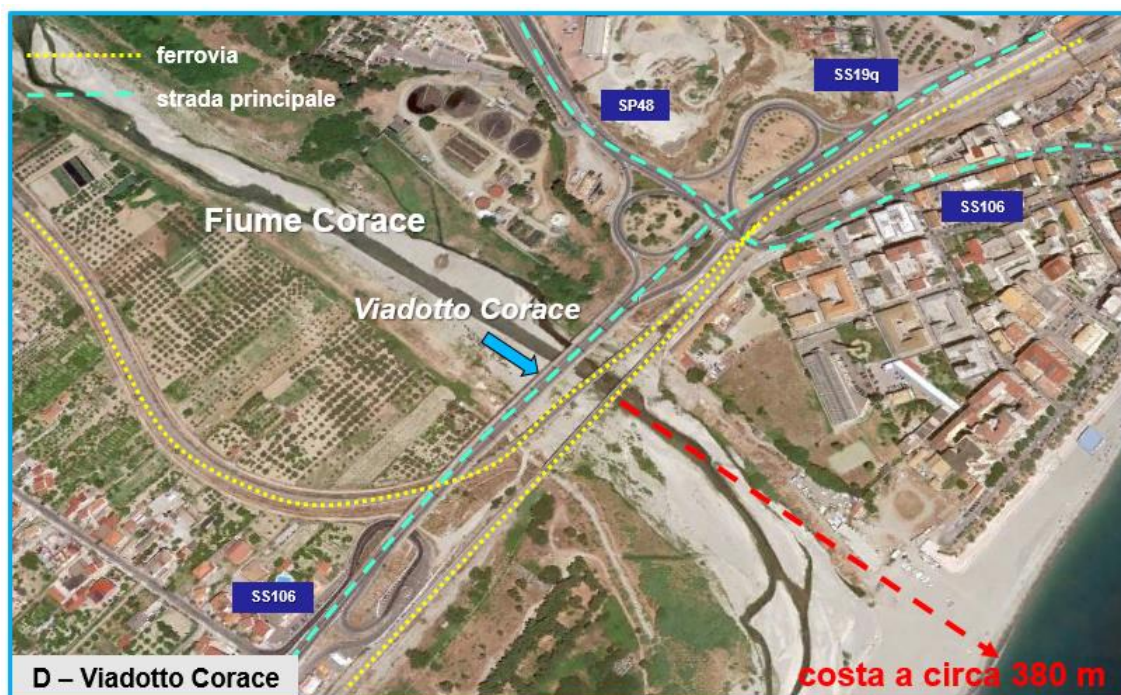 ferrovia
strada principale
SS19q
SP48
SS106
Fiume Corace
Viadotto Corace
SS106
D – Viadotto Corace
costa a circa 380 m